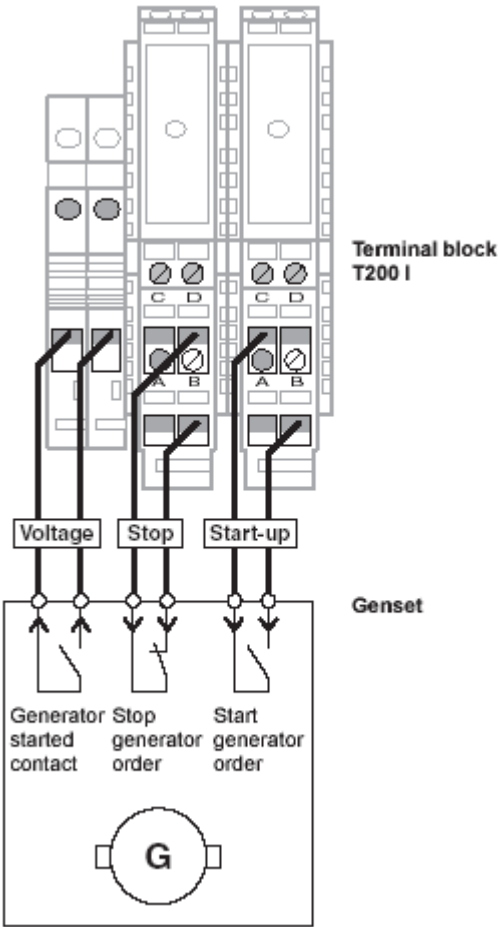 Terminal block
T200 I
C D
C D
A B
A B
Voltage
Stop
Start-up
Genset
Generator
started
contact
Stop
generator
order
Start
generator
order
G